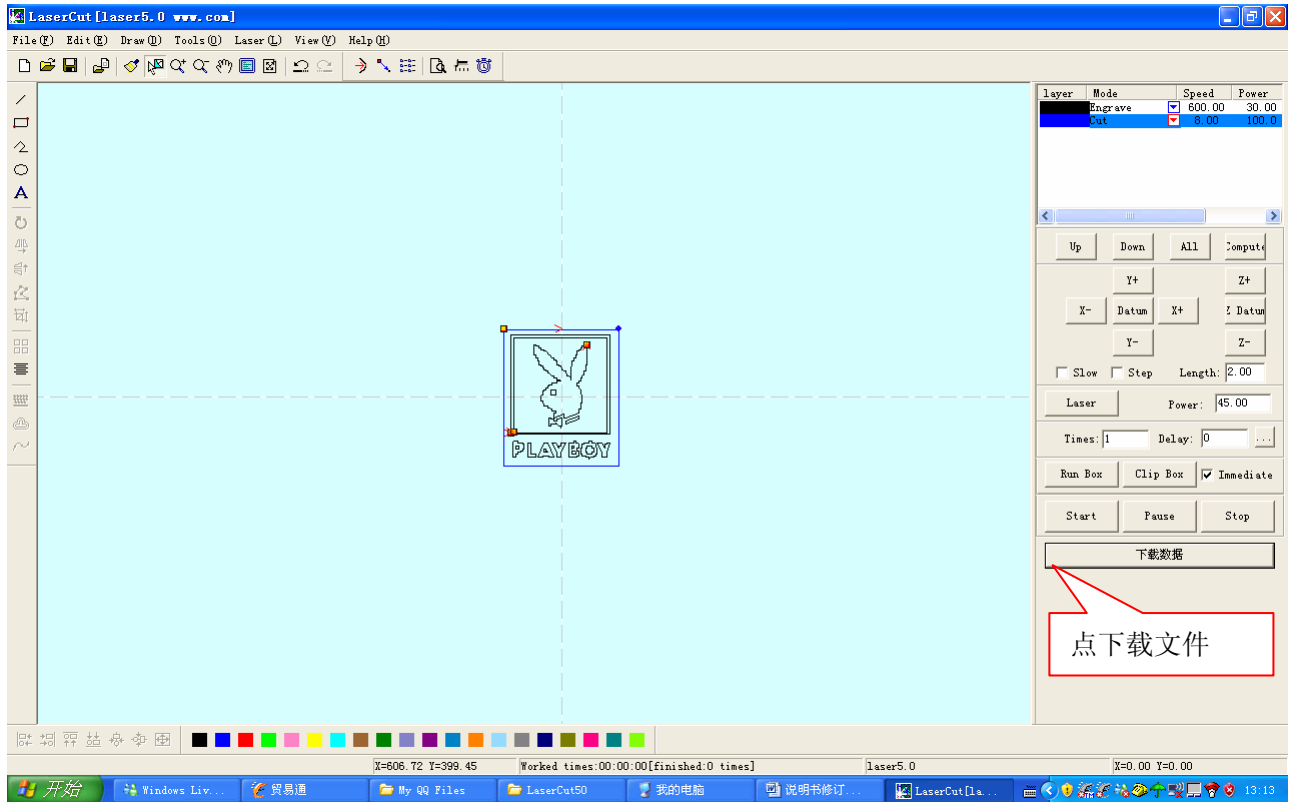 LaserCut[laser5.0 www.com]
File(F) Edit(E) Draw(D) Tools(O) Laser(L) View(V) Help(H)
layer Mode Speed Power
Engrave 600.00 30.00
Cut 8.00 100.0
Up Down All Compute
Y+ Z+
X- Datum X+ Z Datum
Y- Z-
Slow Step Length: 2.00
Laser Power: 45.00
Times: 1 Delay: 0 ...
Run Box Clip Box Immediate
Start Pause Stop
下载数据
点下载文件
PLAYBOY
X=606.72 Y=399.45 Worked times:00:00:00[finished:0 times] laser5.0 X=0.00 Y=0.00
开始 Windows Liv... 贸易通 My QQ Files LaserCut50 我的电脑 说明书修订... LaserCut[la... 13:13